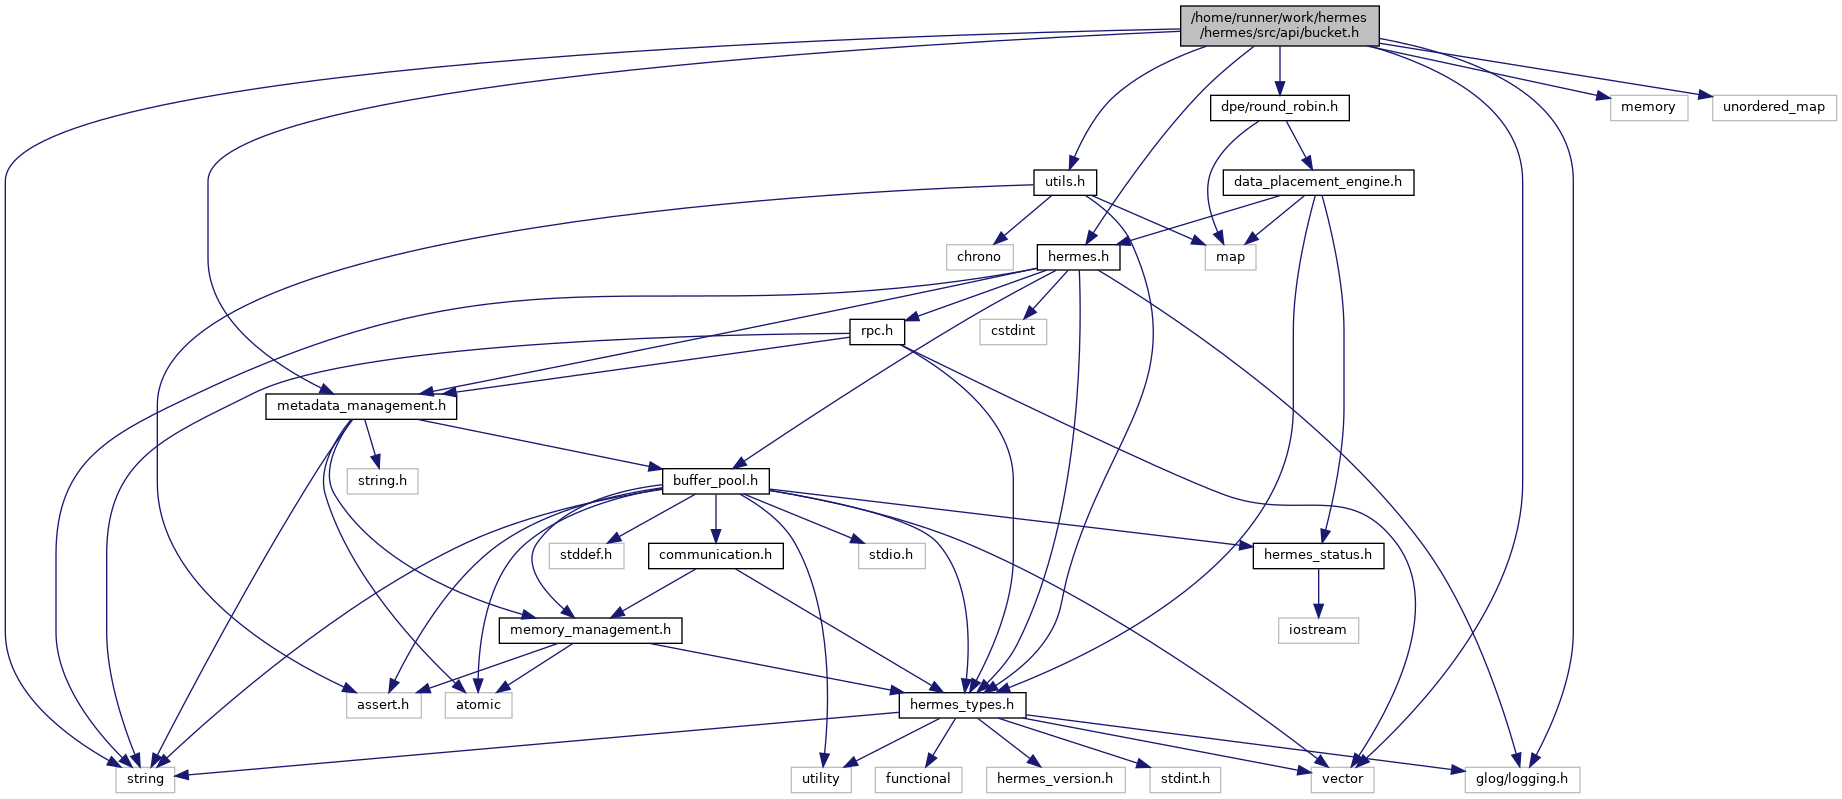 /home/runner/work/hermes
/hermes/src/api/bucket.h
dpe/round_robin.h
memory
unordered_map
utils.h
data_placement_engine.h
chrono
hermes.h
map
rpc.h
cstdint
metadata_management.h
string.h
buffer_pool.h
stddef.h
communication.h
stdio.h
hermes_status.h
memory_management.h
iostream
assert.h
atomic
hermes_types.h
string
utility
functional
hermes_version.h
stdint.h
vector
glog/logging.h